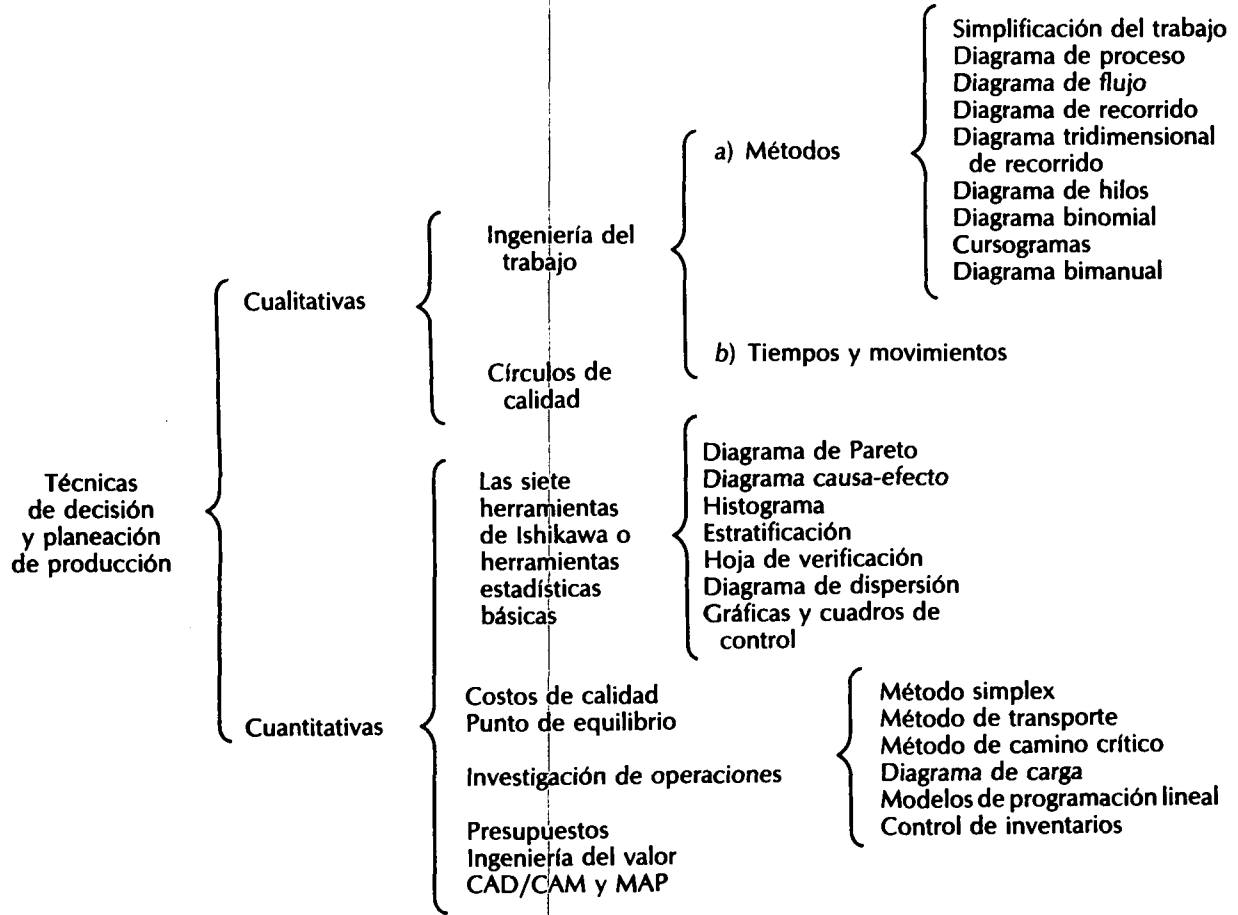 Técnicas
de decisión
y planeación
de producción
Cualitativas
Ingeniería del
trabajo
a) Métodos
Simplificación del trabajo
Diagrama de proceso
Diagrama de flujo
Diagrama de recorrido
Diagrama tridimensional
de recorrido
Diagrama de hilos
Diagrama binomial
Cursogramas
Diagrama bimanual
b) Tiempos y movimientos
Círculos de
calidad
Cuantitativas
Las siete
herramientas
de Ishikawa o
herramientas
estadísticas
básicas
Diagrama de Pareto
Diagrama causa-efecto
Histograma
Estratificación
Hoja de verificación
Diagrama de dispersión
Gráficas y cuadros de
control
Costos de calidad
Punto de equilibrio
Investigación de operaciones
Método simplex
Método de transporte
Método de camino crítico
Diagrama de carga
Modelos de programación lineal
Control de inventarios
Presupuestos
Ingeniería del valor
CAD/CAM y MAP